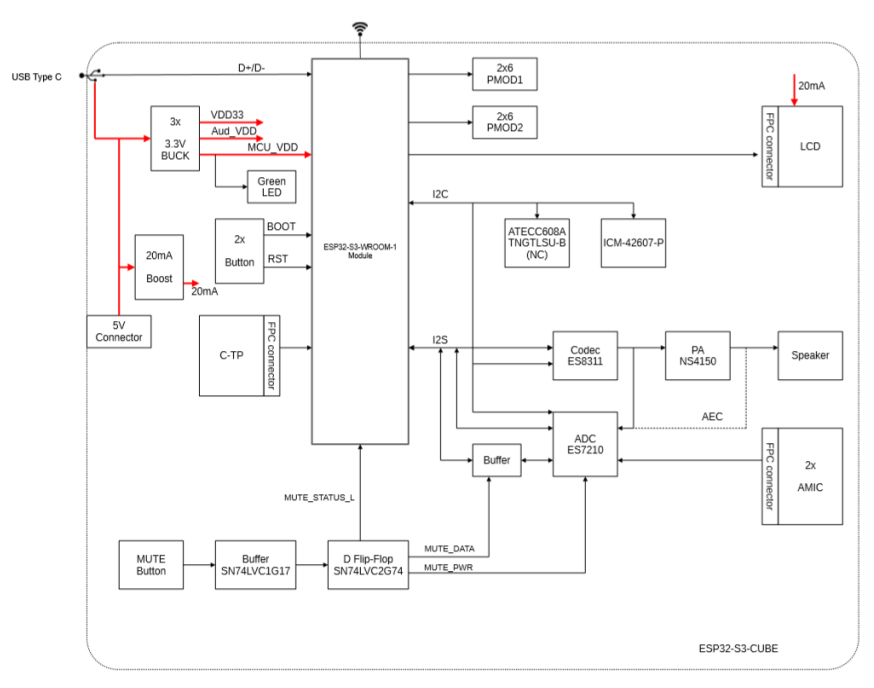 USB Type C
D+/D-
2x6
PMOD1
2x6
PMOD2
20mA
FPC connector
LCD
3x
3.3V
BUCK
VDD33
Aud_VDD
MCU_VDD
Green
LED
I2C
ATECC608A
TNGTLSU-B
(NC)
ICM-42607-P
ESP32-S3-WROOM-1
Module
2x
Button
BOOT
RST
20mA
Boost
20mA
5V
Connector
C-TP
FPC connector
I2S
Codec
ES8311
PA
NS4150
Speaker
AEC
ADC
ES7210
Buffer
FPC connector
2x
AMIC
MUTE_STATUS_L
MUTE
Button
Buffer
SN74LVC1G17
D Flip-Flop
SN74LVC2G74
MUTE_DATA
MUTE_PWR
ESP32-S3-CUBE